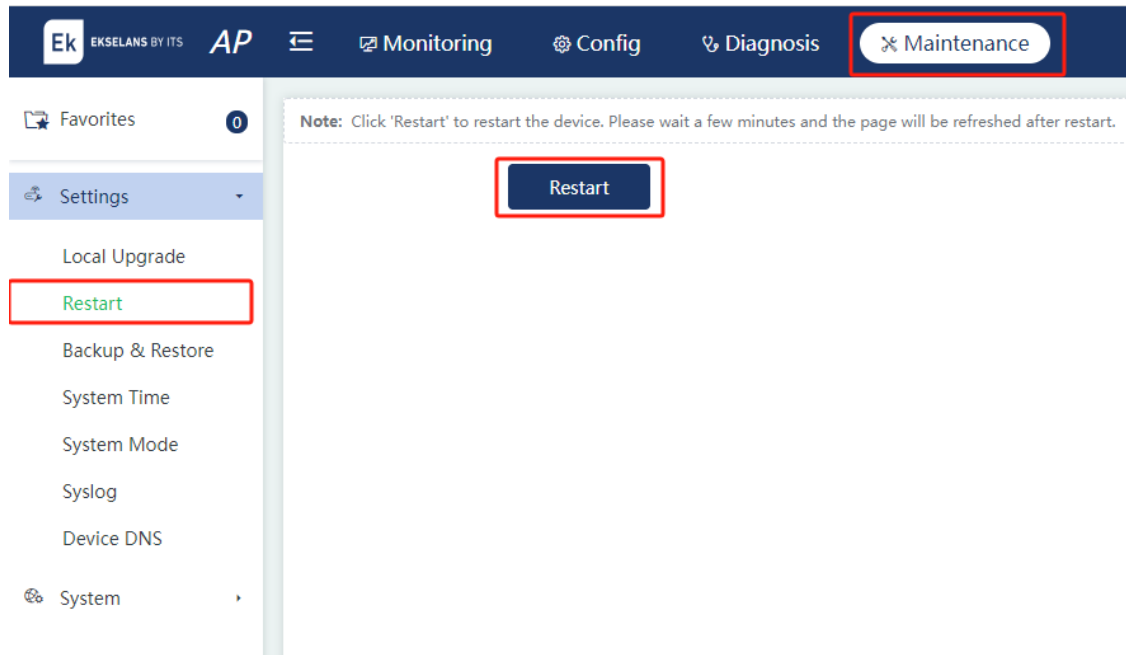 Ek EKSELANS BY ITS AP Monitoring Config Diagnosis Maintenance
Favorites 0
Note: Click 'Restart' to restart the device. Please wait a few minutes and the page will be refreshed after restart.
Restart
Settings
Local Upgrade
Restart
Backup & Restore
System Time
System Mode
Syslog
Device DNS
System